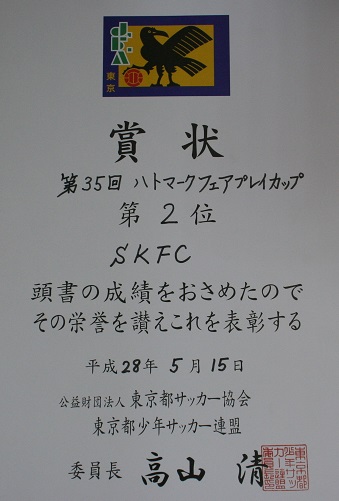 東京
賞状
第35回 ハトマークフェアプレイカップ
第2位
SKFC
頭書の成績をおさめたので
その栄誉を讃えこれを表彰する
平成28年 5月 15日
公益財団法人 東京都サッカー協会
東京都少年サッカー連盟
委員長 高山 清